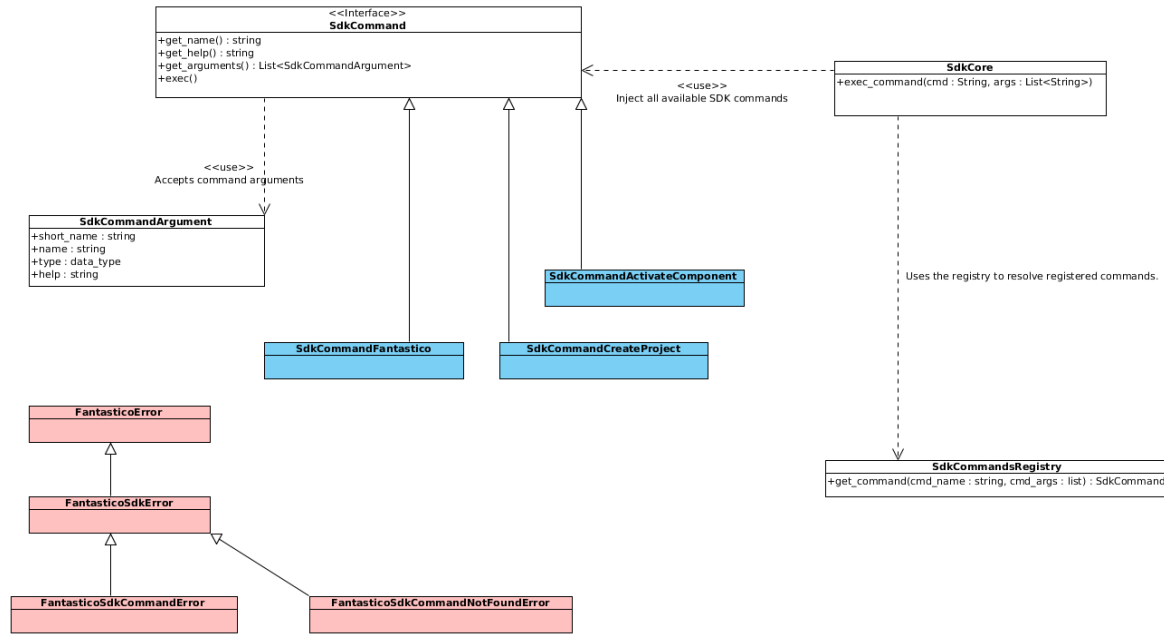 <<Interface>>
SdkCommand
+get_name() : string
+get_help() : string
+get_arguments() : List<SdkCommandArgument>
+exec()
SdkCore
+exec_command(cmd : String, args : List<String>)
<<use>>
Inject all available SDK commands
<<use>>
Accepts command arguments
SdkCommandArgument
+short_name : string
+name : string
+type : data_type
+help : string
SdkCommandActivateComponent
Uses the registry to resolve registered commands.
SdkCommandFantastico
SdkCommandCreateProject
FantasticoError
SdkCommandsRegistry
+get_command(cmd_name : string, cmd_args : list) : SdkCommand
FantasticoSdkError
FantasticoSdkCommandError
FantasticoSdkCommandNotFoundError